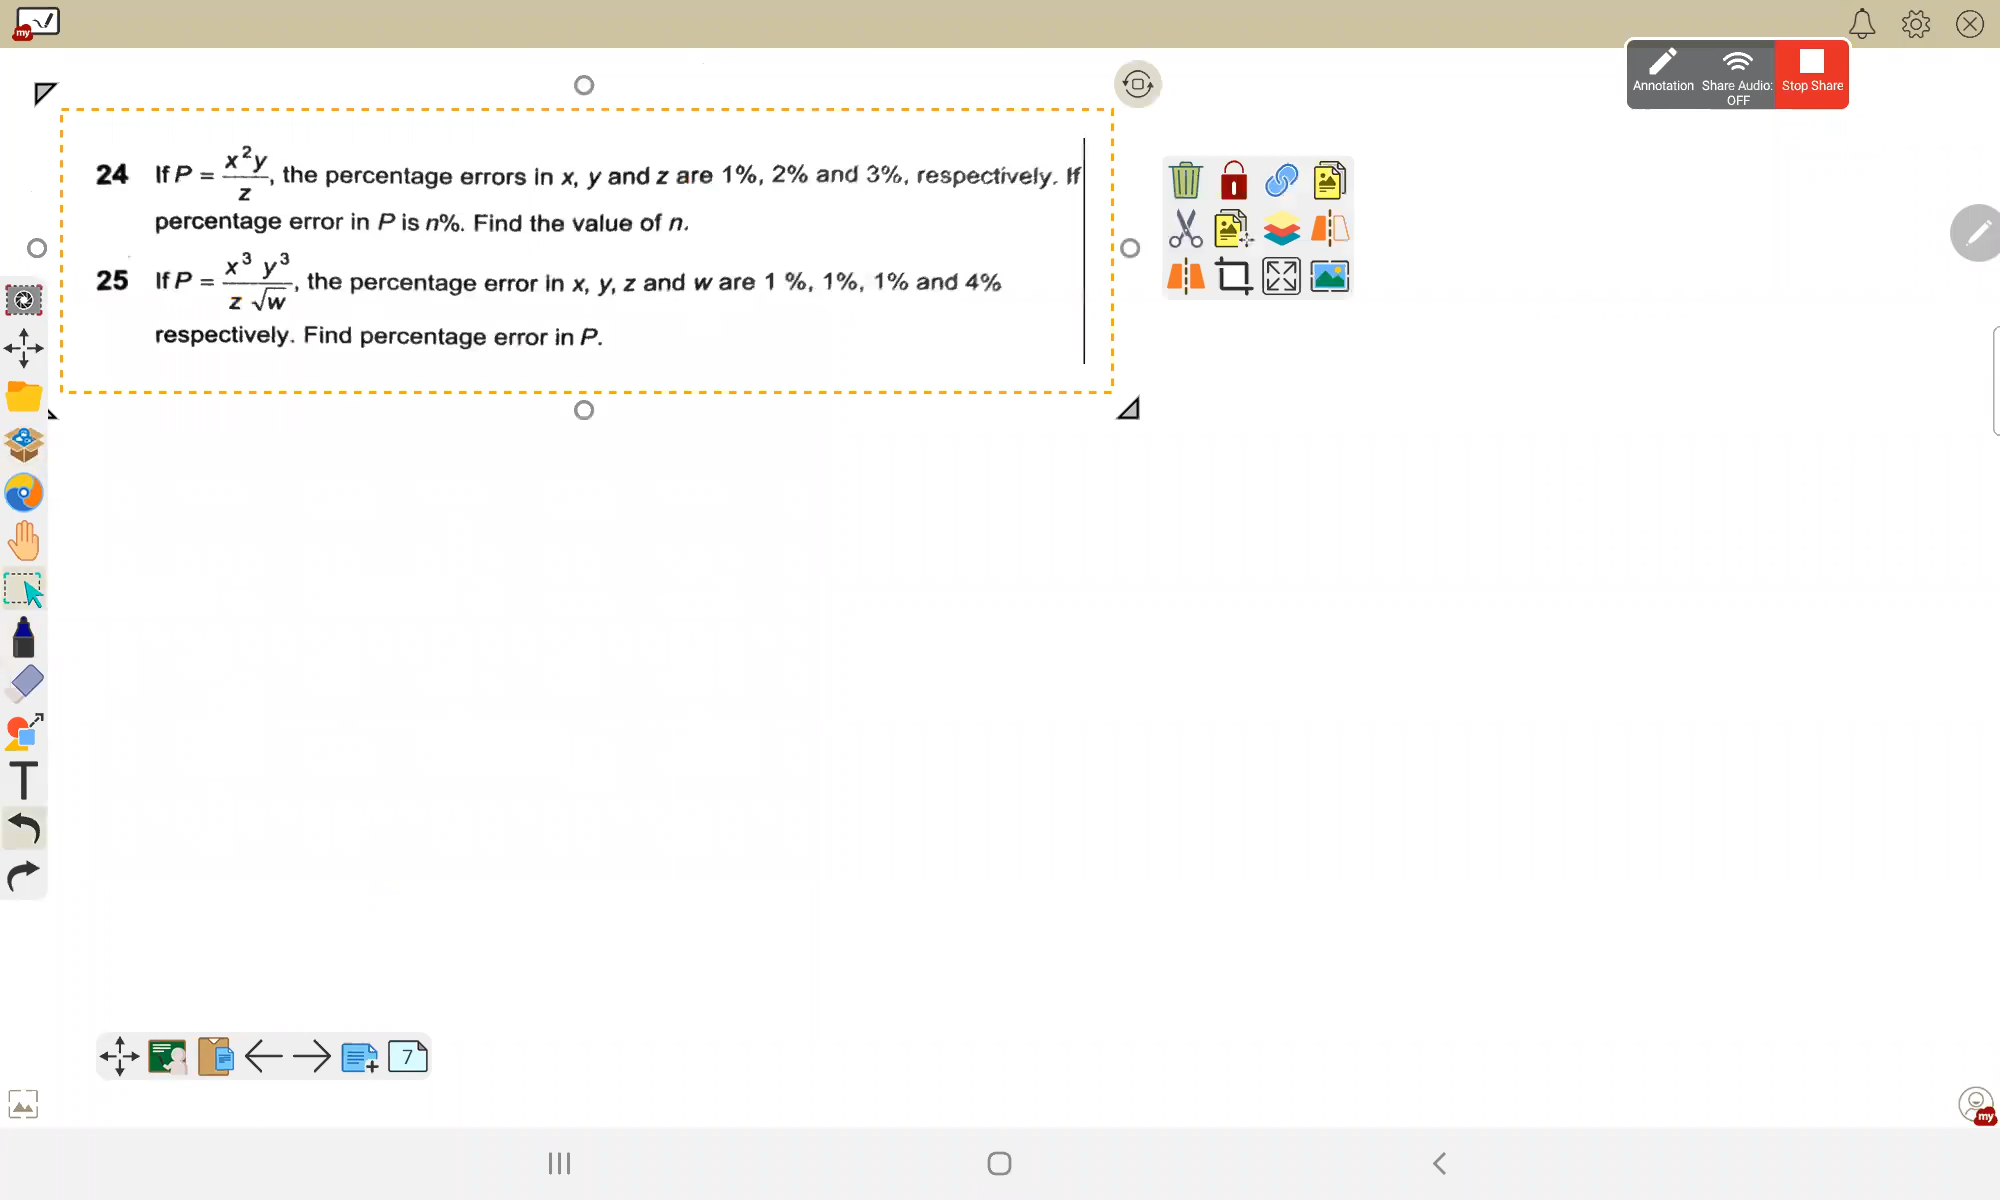 my
Annotation Share Audio: OFF Stop Share
24 If P = x²y / z, the percentage errors in x, y and z are 1%, 2% and 3%, respectively. If
percentage error in P is n%. Find the value of n.
25 If P = x³ y³ / z √w, the percentage error in x, y, z and w are 1 %, 1%, 1% and 4%
respectively. Find percentage error in P.
T
7
my